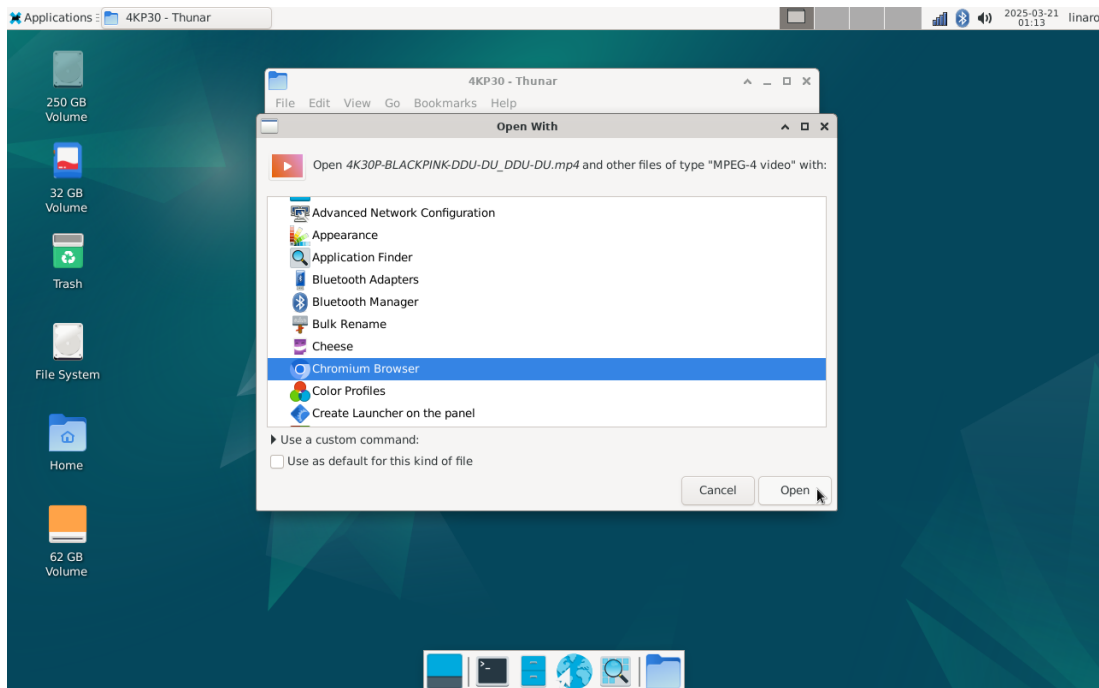 Applications
4KP30 - Thunar
2025-03-21
01:13
linaro
250 GB
Volume
32 GB
Volume
Trash
File System
Home
62 GB
Volume
4KP30 - Thunar
File Edit View Go Bookmarks Help
Open With
Open 4K30P-BLACKPINK-DDU-DU_DDU-DU.mp4 and other files of type "MPEG-4 video" with:
Advanced Network Configuration
Appearance
Application Finder
Bluetooth Adapters
Bluetooth Manager
Bulk Rename
Cheese
Chromium Browser
Color Profiles
Create Launcher on the panel
Use a custom command:
Use as default for this kind of file
Cancel Open